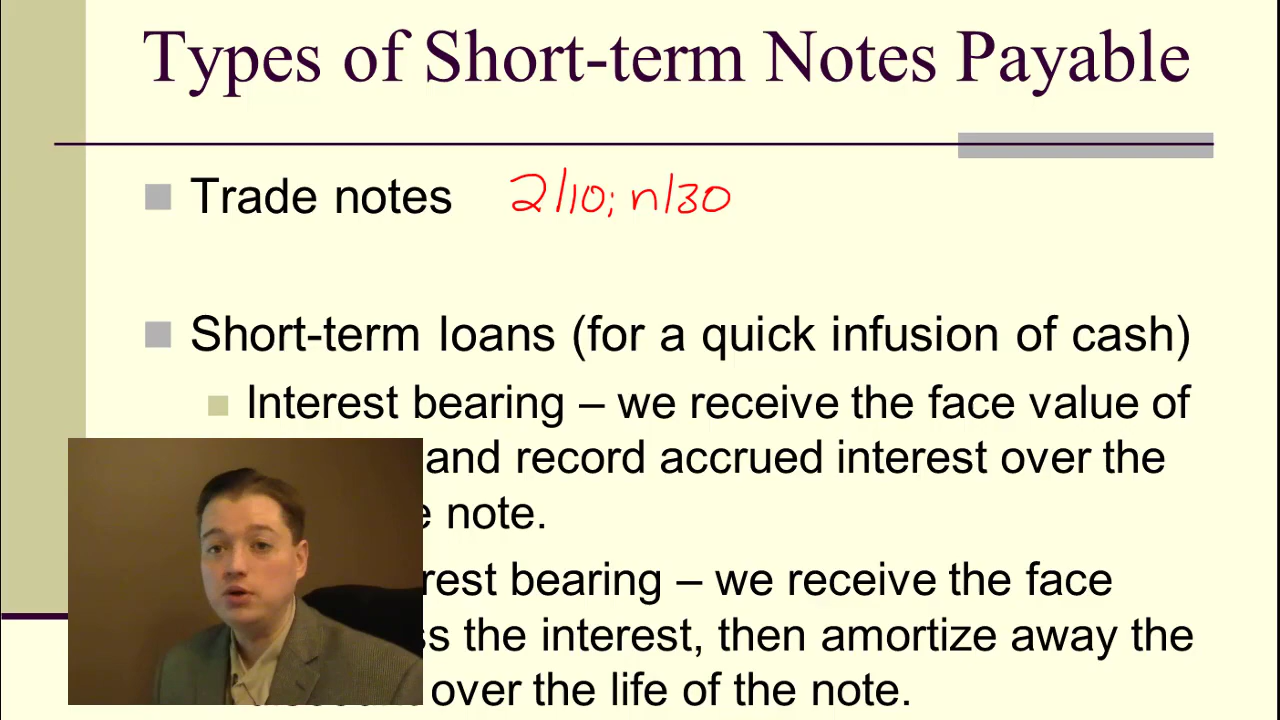 Types of Short-term Notes Payable
Trade notes 2/10; n/30
Short-term loans (for a quick infusion of cash)
Interest bearing – we receive the face value of
and record accrued interest over the
note.
bearing – we receive the face
the interest, then amortize away the
over the life of the note.